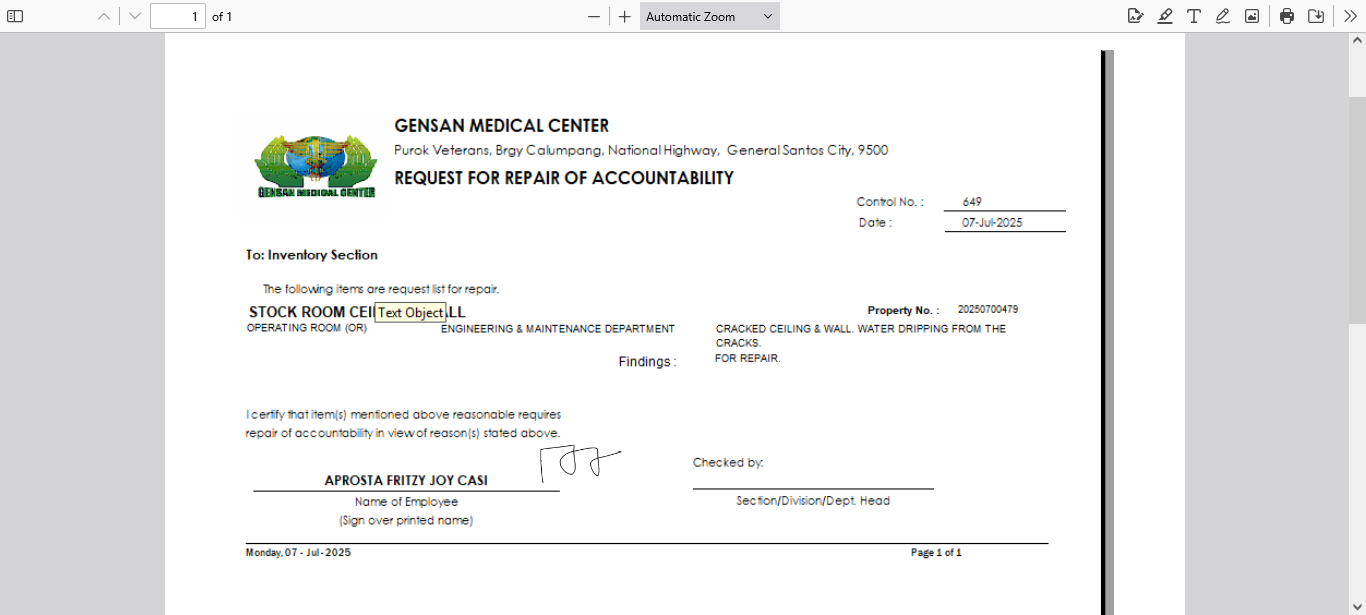 1 of 1 Automatic Zoom
GENSAN MEDICAL CENTER
Purok Veterans, Brgy Calumpang, National Highway, General Santos City, 9500
GENSAN MEDICAL CENTER
REQUEST FOR REPAIR OF ACCOUNTABILITY
Control No. : 649
Date : 07-Jul-2025
To: Inventory Section
The following items are request list for repair.
STOCK ROOM Text Object Property No. : 20250700479
OPERATING ROOM (OR) ENGINEERING & MAINTENANCE DEPARTMENT CRACKED CEILING & WALL. WATER DRIPPING FROM THE
CRACKS.
Findings : FOR REPAIR.
I certify that item(s) mentioned above reasonable requires
repair of accountability in view of reason(s) stated above.
Checked by:
APROSTA FRITZY JOY CASI
Name of Employee Section/Division/Dept. Head
(Sign over printed name)
Monday, 07 - Jul-2025 Page 1 of 1